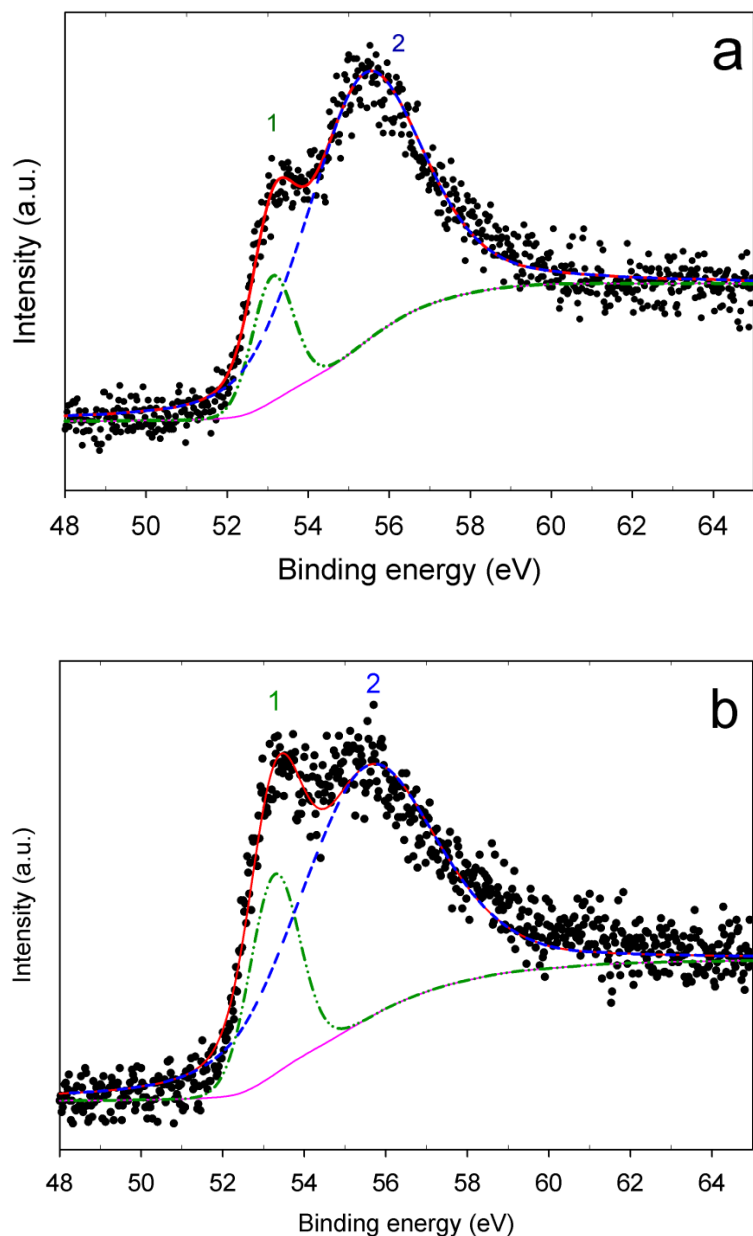 a
2
1
Intensity (a.u.)
48 50 52 54 56 58 60 62 64
Binding energy (eV)
b
1 2
Intensity (a.u.)
48 50 52 54 56 58 60 62 64
Binding energy (eV)